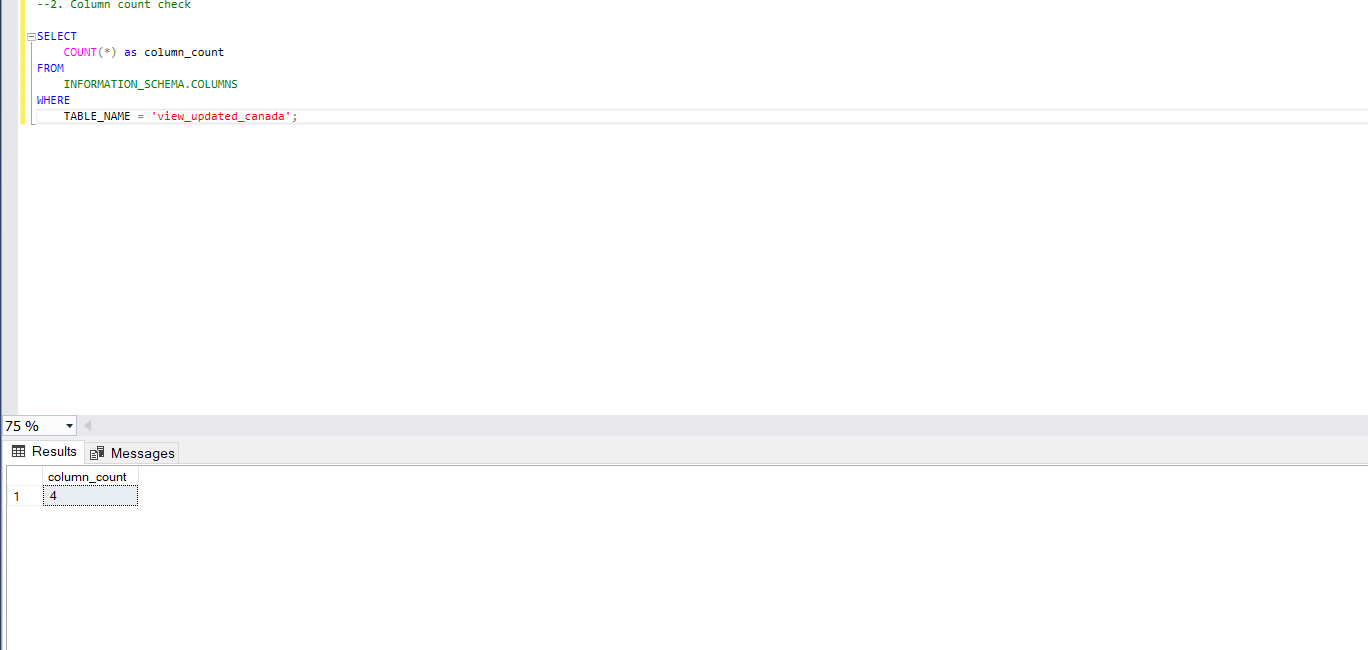 --2. Column count check
SELECT
COUNT(*) as column_count
FROM
INFORMATION_SCHEMA.COLUMNS
WHERE
TABLE_NAME = 'view_updated_canada';
75 %
Results Messages
column_count
1 4